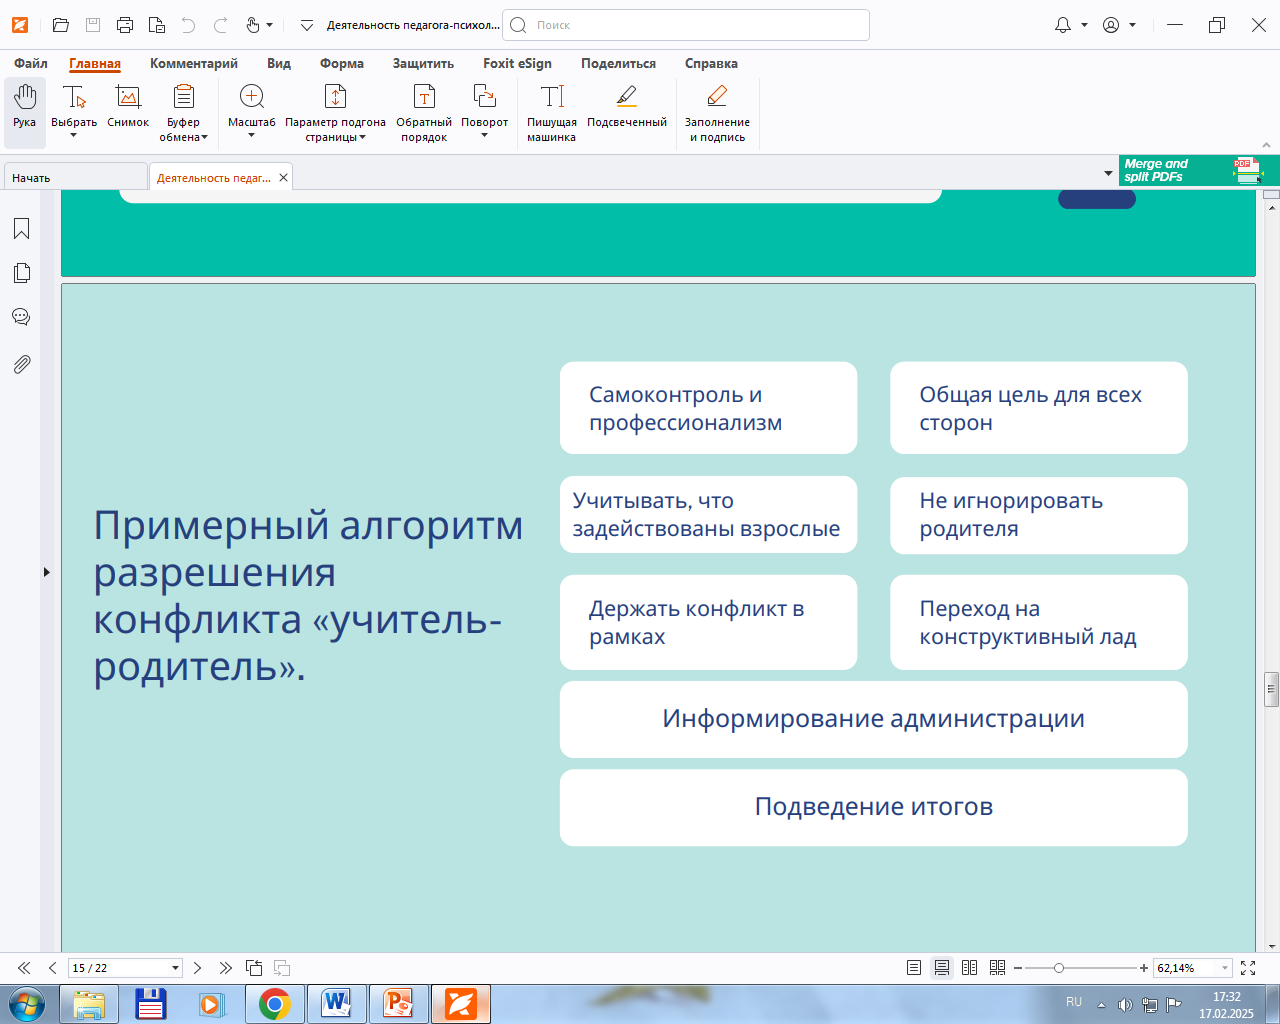 Деятельность педагога-психол...
Поиск
Файл
Главная
Комментарий
Вид
Форма
Защитить
Foxit eSign
Поделиться
Справка
Рука
Выбрать
Снимок
Буфер
обмена
Масштаб
Параметр подгона
страницы
Обратный
порядок
Поворот
Пишущая
машинка
Подсвеченный
Заполнение
и подпись
Начать
Деятельность педаг...
Merge and
split PDFs
PDF
Примерный алгоритм
разрешения
конфликта «учитель-
родитель».
Самоконтроль и
профессионализм
Общая цель для всех
сторон
Учитывать, что
задействованы взрослые
Не игнорировать
родителя
Держать конфликт в
рамках
Переход на
конструктивный лад
Информирование администрации
Подведение итогов
15 / 22
62,14%
RU
17:32
17.02.2025